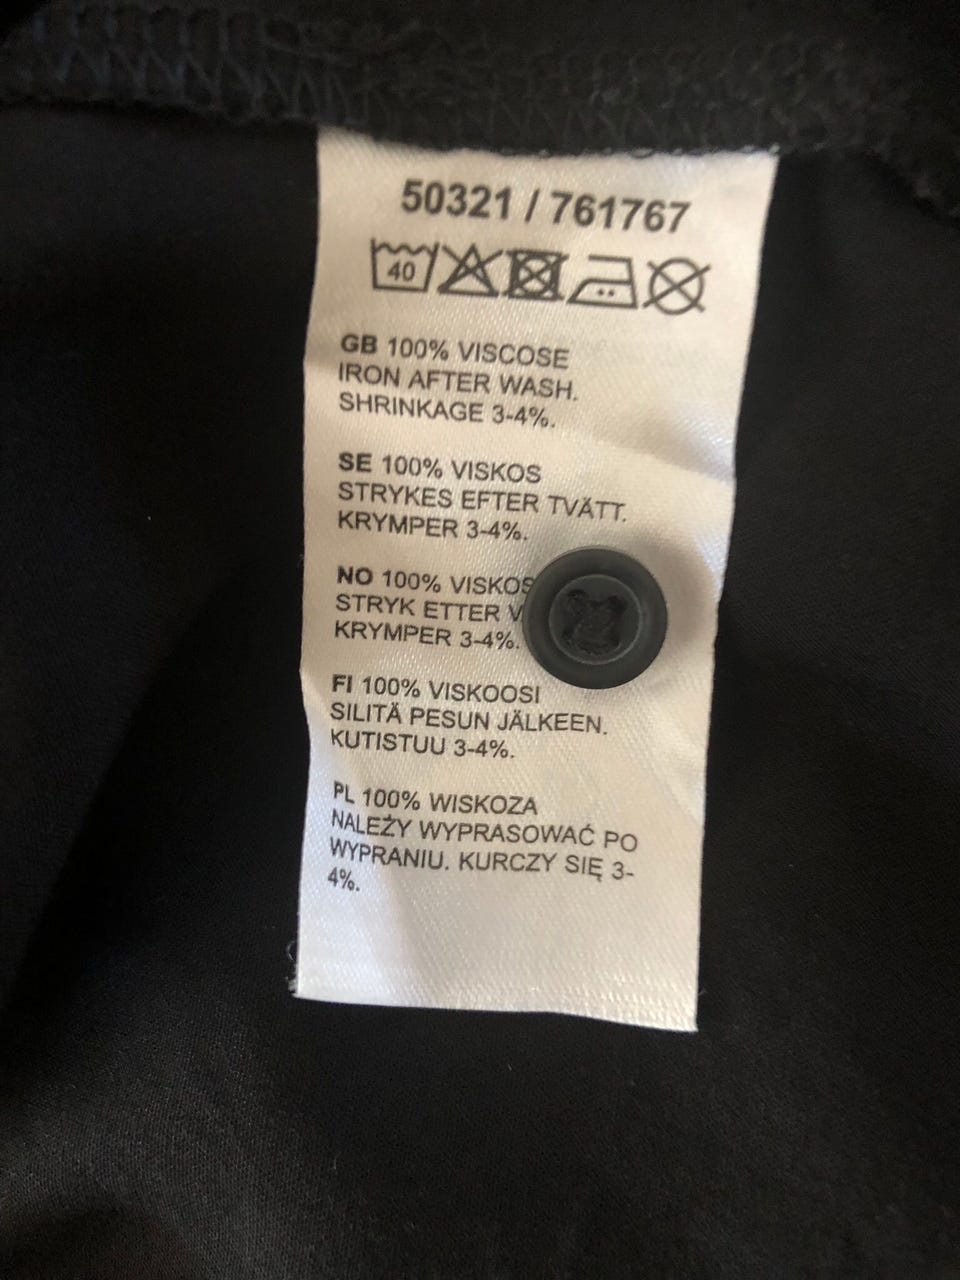 50321 / 761767
40
GB 100% VISCOSE
IRON AFTER WASH.
SHRINKAGE 3-4%.
SE 100% VISKOS
STRYKES EFTER TVÄTT.
KRYMPER 3-4%.
NO 100% VISKOS
STRYK ETTER
KRYMPER 3-4%.
FI 100% VISKOOSI
SILITÄ PESUN JÄLKEEN.
KUTISTUU 3-4%.
PL 100% WISKOZA
NALEŻY WYPRASOWAĆ PO
WYPRANIU. KURCZY SIĘ 3-
4%.